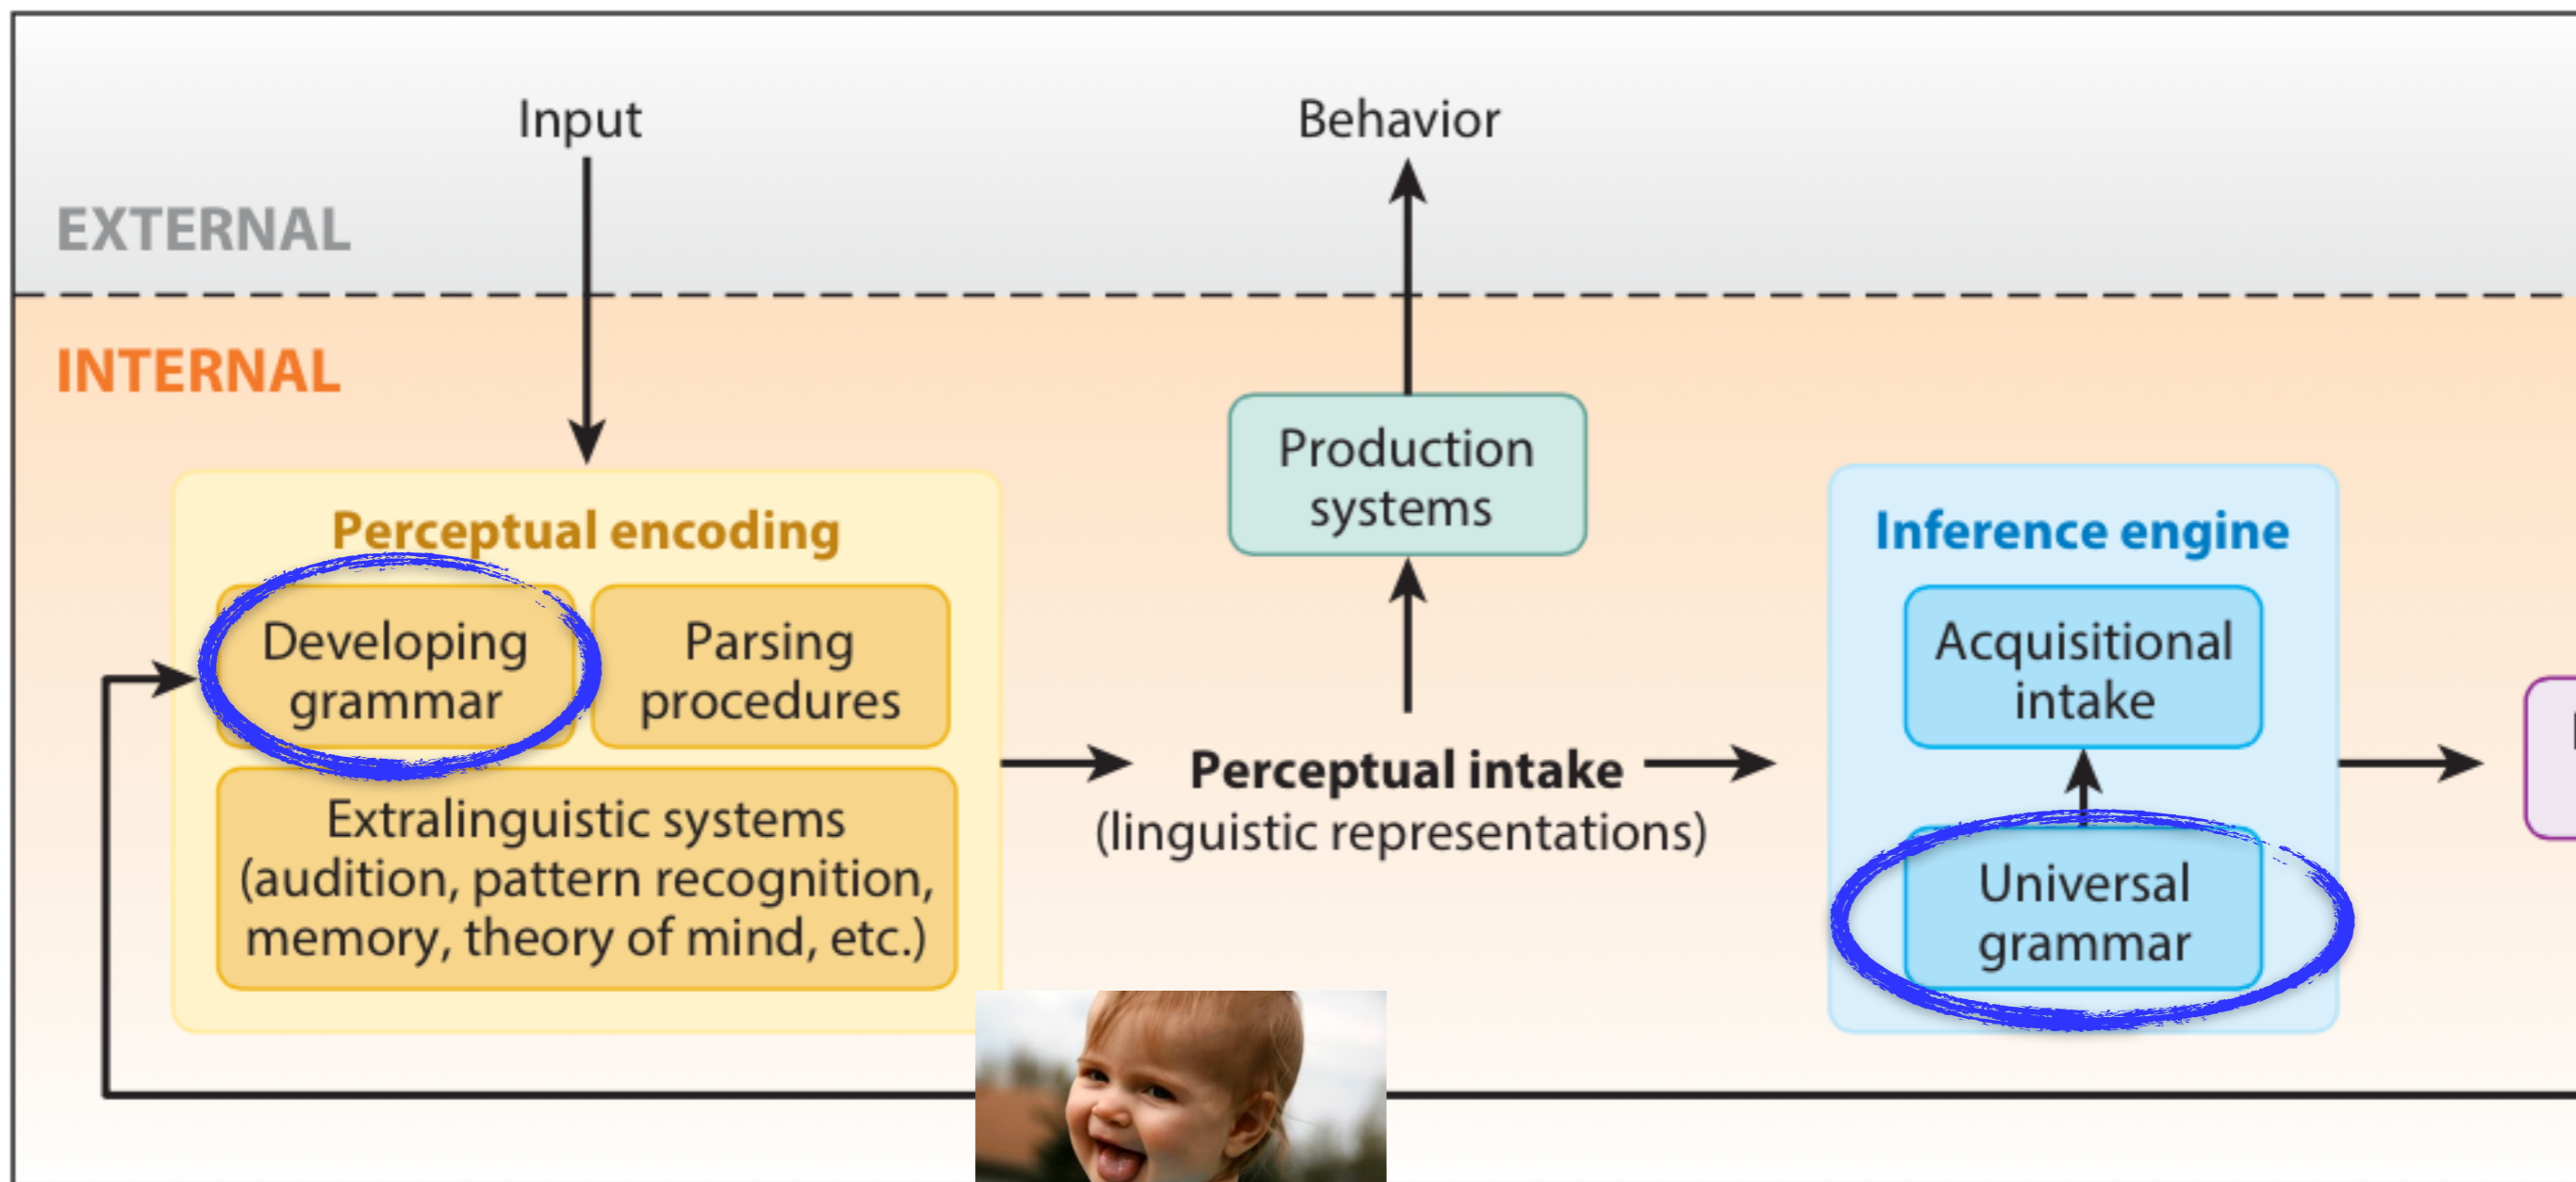 Input
Behavior
EXTERNAL
INTERNAL
Perceptual encoding
Developing
grammar
Parsing
procedures
Extralinguistic systems
(audition, pattern recognition,
memory, theory of mind, etc.)
Production
systems
Perceptual intake
(linguistic representations)
Inference engine
Acquisitional
intake
Universal
grammar